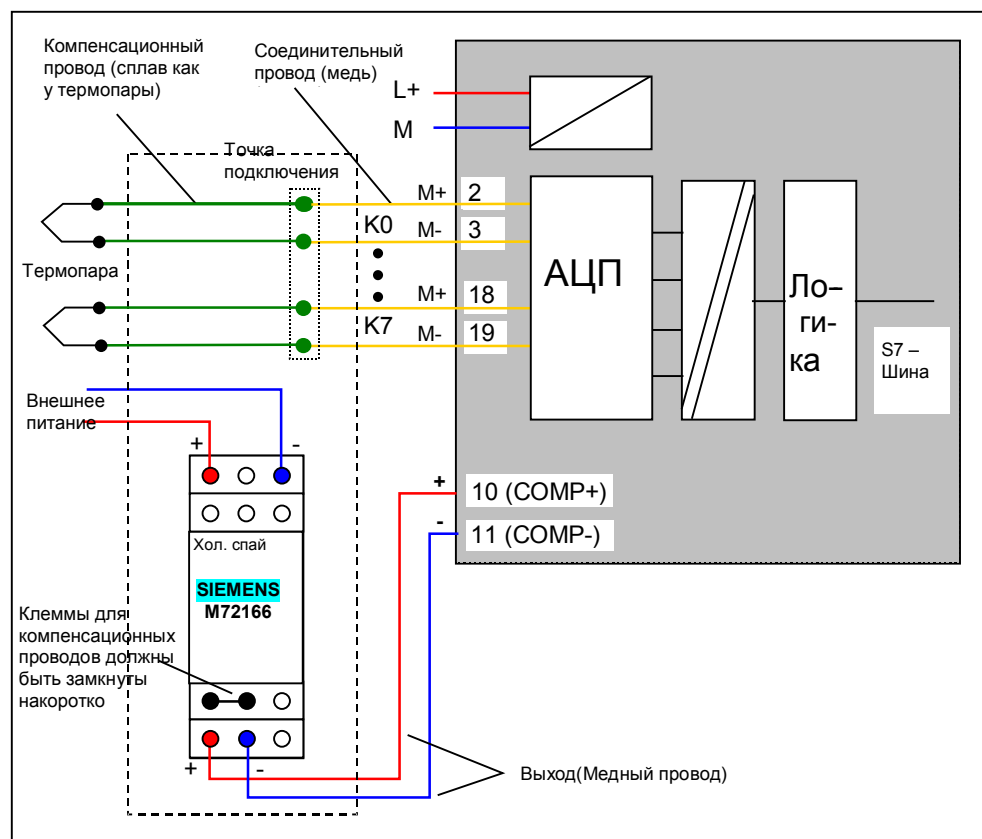 Компенсационный
провод (сплав как
у термопары)
Соединительный
провод (медь)
L+
M
Точка
подключения
M+
2
K0
M-
3
Термопара
M+
18
K7
M-
19
АЦП
Ло–
ги-
ка
S7 –
Шина
Внешнее
питание
+
-
+
10 (COMP+)
-
11 (COMP-)
Хол. спай
SIEMENS
M72166
Клеммы для
компенсационных
проводов должны
быть замкнуты
накоротко
+
-
Выход(Медный провод)